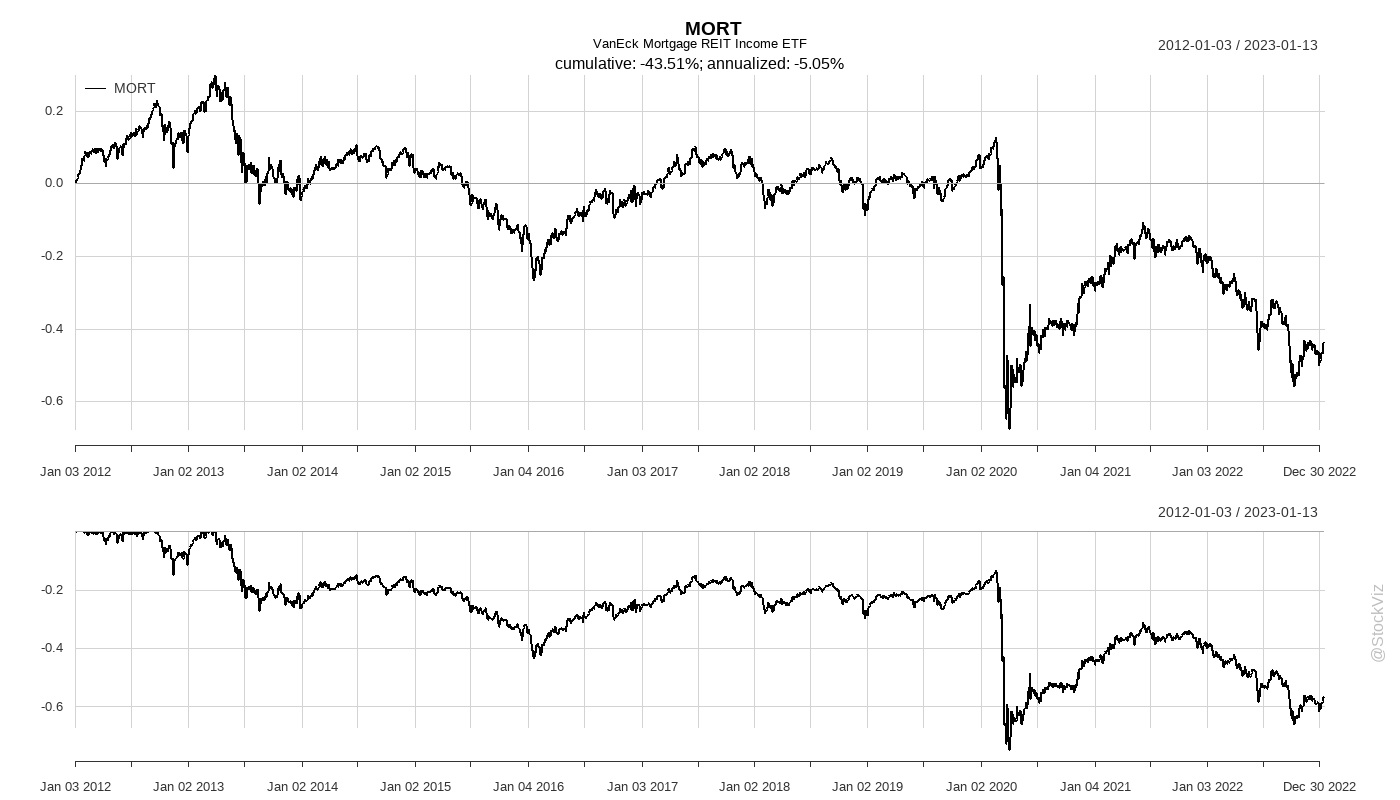 MORT
VanEck Mortgage REIT Income ETF
2012-01-03 / 2023-01-13
cumulative: -43.51%; annualized: -5.05%
MORT
0.2
0.0
-0.2
-0.4
-0.6
Jan 03 2012 Jan 02 2013 Jan 02 2014 Jan 02 2015 Jan 04 2016 Jan 03 2017 Jan 02 2018 Jan 02 2019 Jan 02 2020 Jan 04 2021 Jan 03 2022 Dec 30 2022
2012-01-03 / 2023-01-13
-0.2
-0.4
-0.6
Jan 03 2012 Jan 02 2013 Jan 02 2014 Jan 02 2015 Jan 04 2016 Jan 03 2017 Jan 02 2018 Jan 02 2019 Jan 02 2020 Jan 04 2021 Jan 03 2022 Dec 30 2022
@StockViz